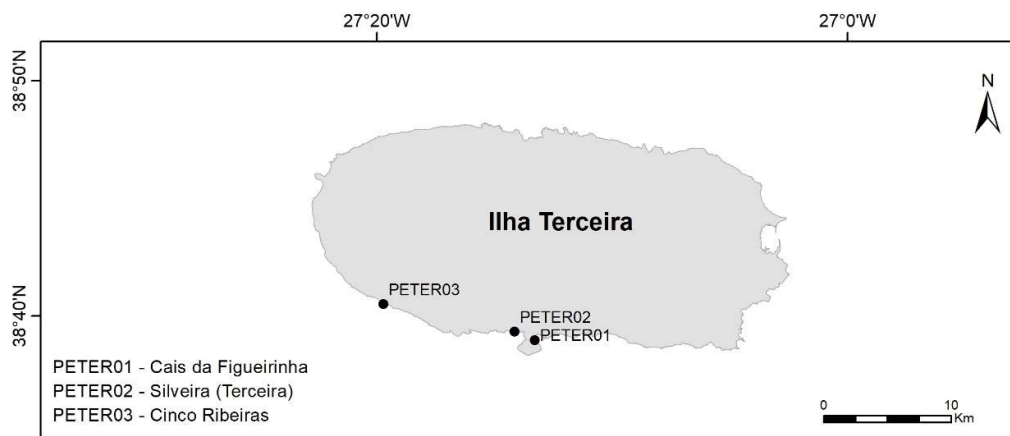 27°20'W
27°0'W
38°50'N
N
Ilha Terceira
PETER03
38°40'N
PETER02
PETER01
PETER01 - Cais da Figueirinha
PETER02 - Silveira (Terceira)
PETER03 - Cinco Ribeiras
0
10
Km